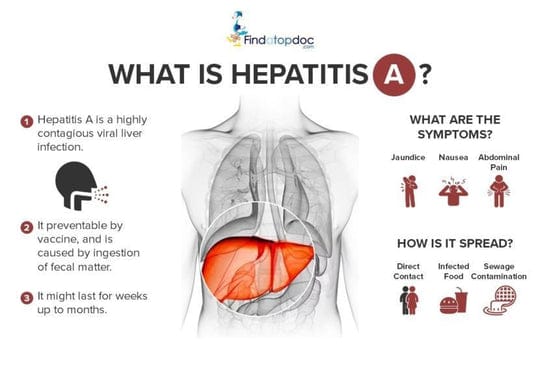 Findatopdoc
.com
WHAT IS HEPATITIS A ?
1 Hepatitis A is a highly
contagious viral liver
infection.
2 It preventable by
vaccine, and is
caused by ingestion
of fecal matter.
3 It might last for weeks
up to months.
WHAT ARE THE
SYMPTOMS?
Jaundice Nausea Abdominal
Pain
HOW IS IT SPREAD?
Direct Infected Sewage
Contact Food Contamination